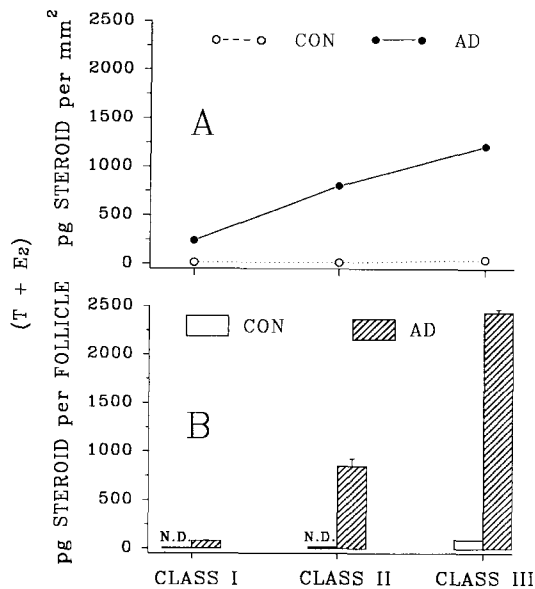 2500
2000
1500
1000
500
0
CON
AD
A
pg STEROID per mm²
(T + E₂)
2500
2000
1500
1000
500
0
CON
AD
B
N.D.
N.D.
pg STEROID per FOLLICLE
CLASS I
CLASS II
CLASS III